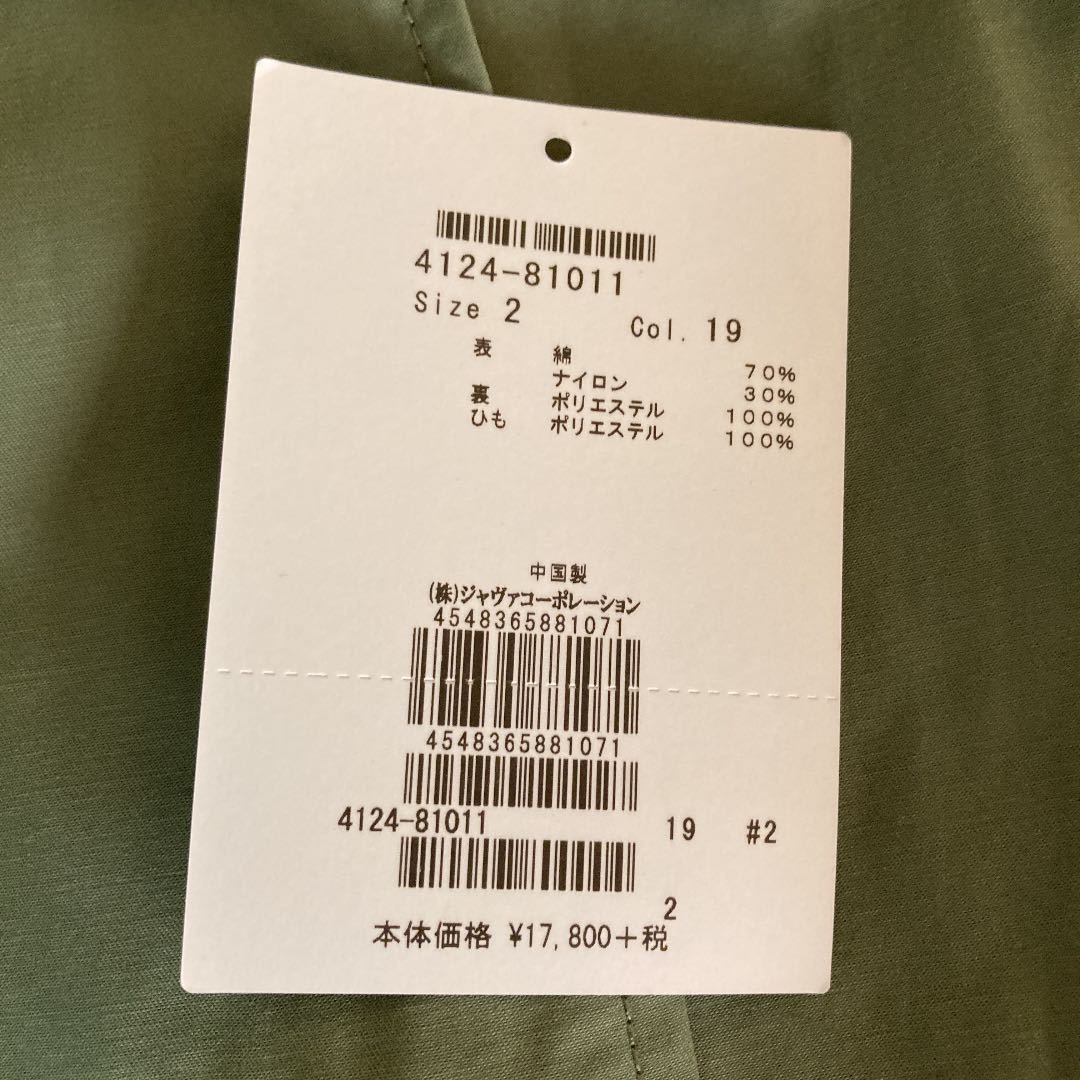 4124-81011
Size 2 Col. 19
表 綿 70%
ナイロン 30%
裏 ポリエステル 100%
ひも ポリエステル 100%
中国製
(株)ジャヴァコーポレーション
4548365881071
4548365881071
4124-81011 19 #2
2
本体価格 ¥17,800+税